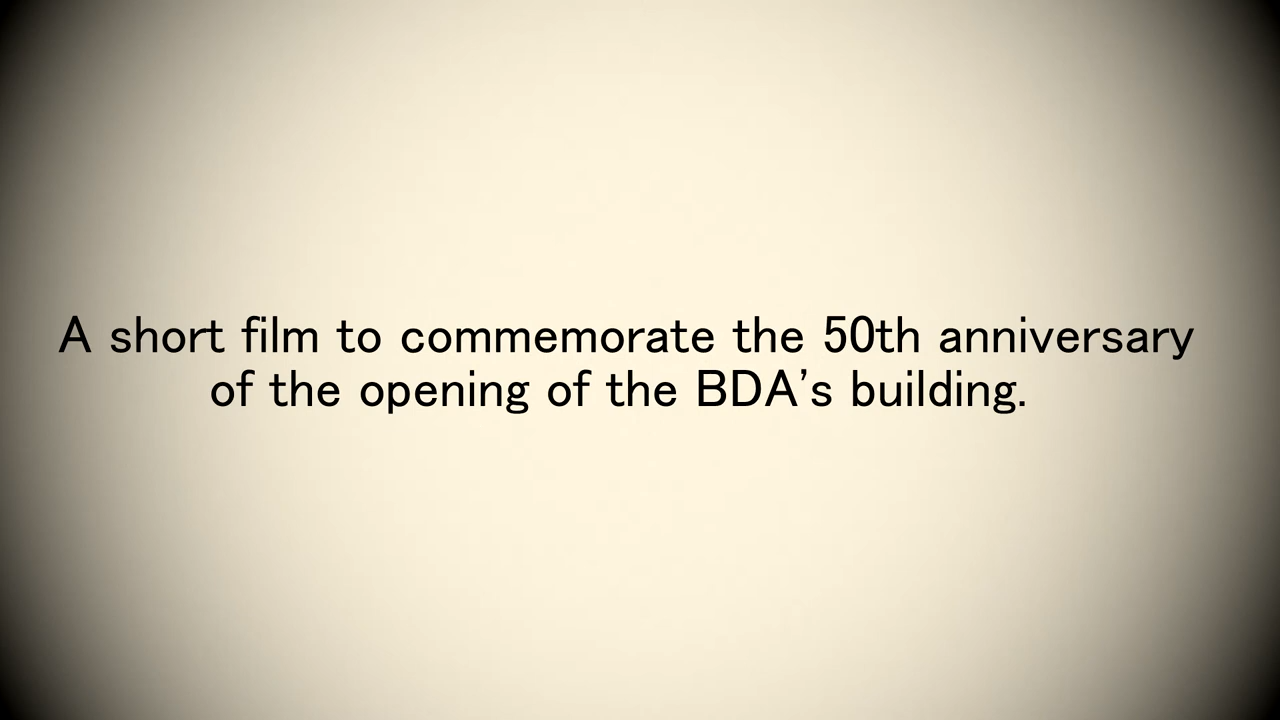 A short film to commemorate the 50th anniversary
of the opening of the BDA’s building.